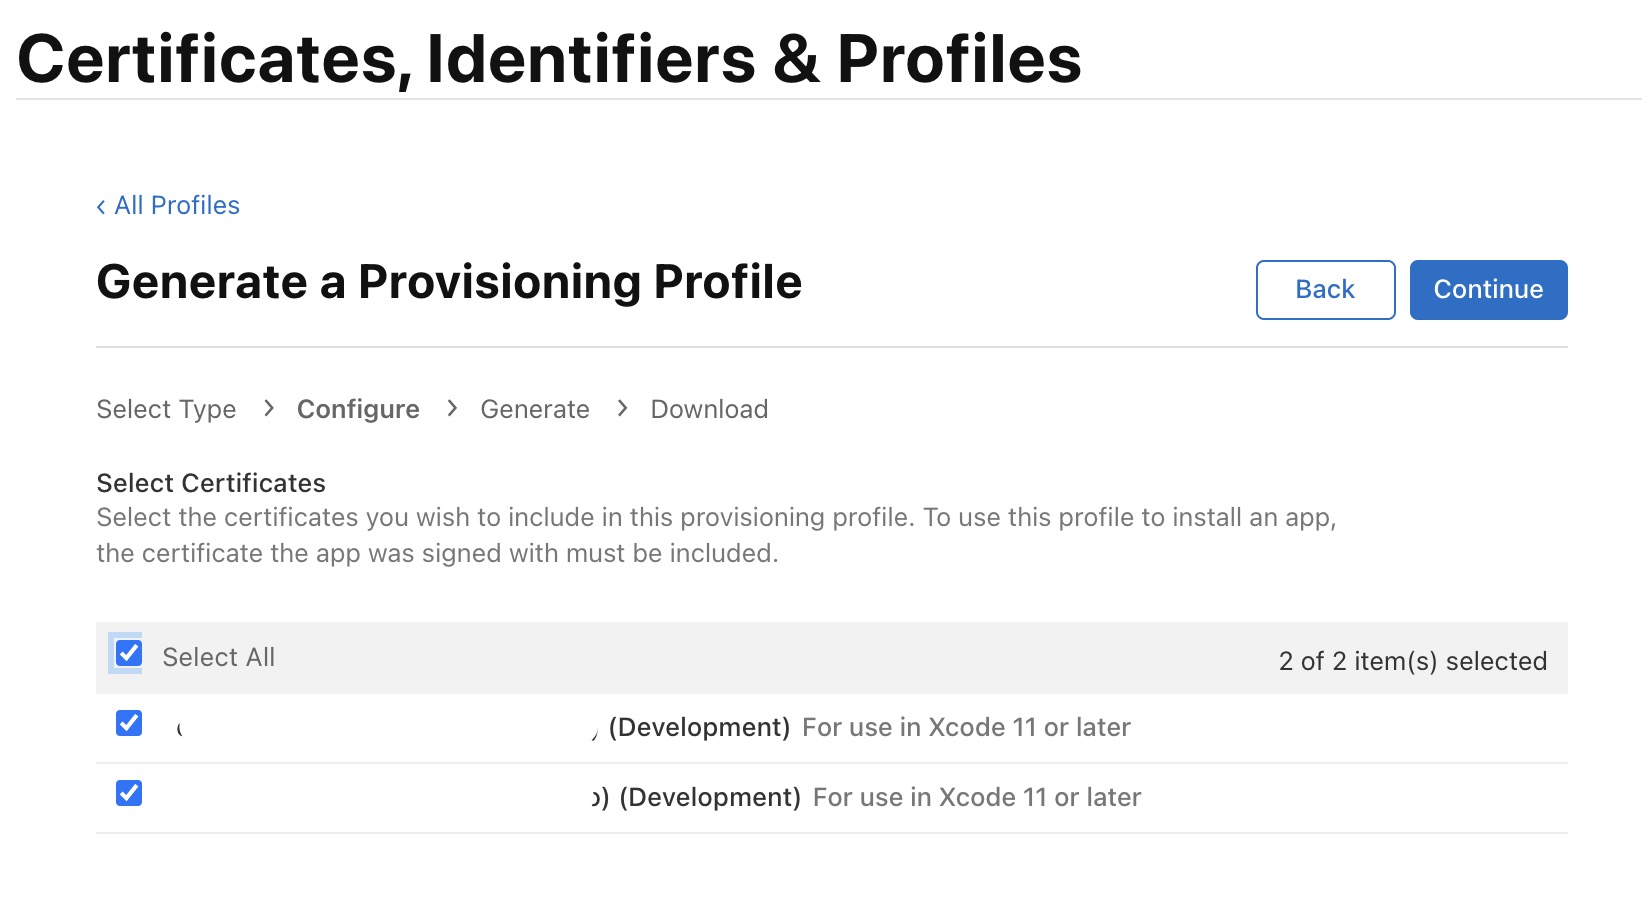 Certificates, Identifiers & Profiles
‹ All Profiles
Generate a Provisioning Profile
Back
Continue
Select Type > Configure > Generate > Download
Select Certificates
Select the certificates you wish to include in this provisioning profile. To use this profile to install an app,
the certificate the app was signed with must be included.
Select All
2 of 2 item(s) selected
(Development) For use in Xcode 11 or later
(Development) For use in Xcode 11 or later